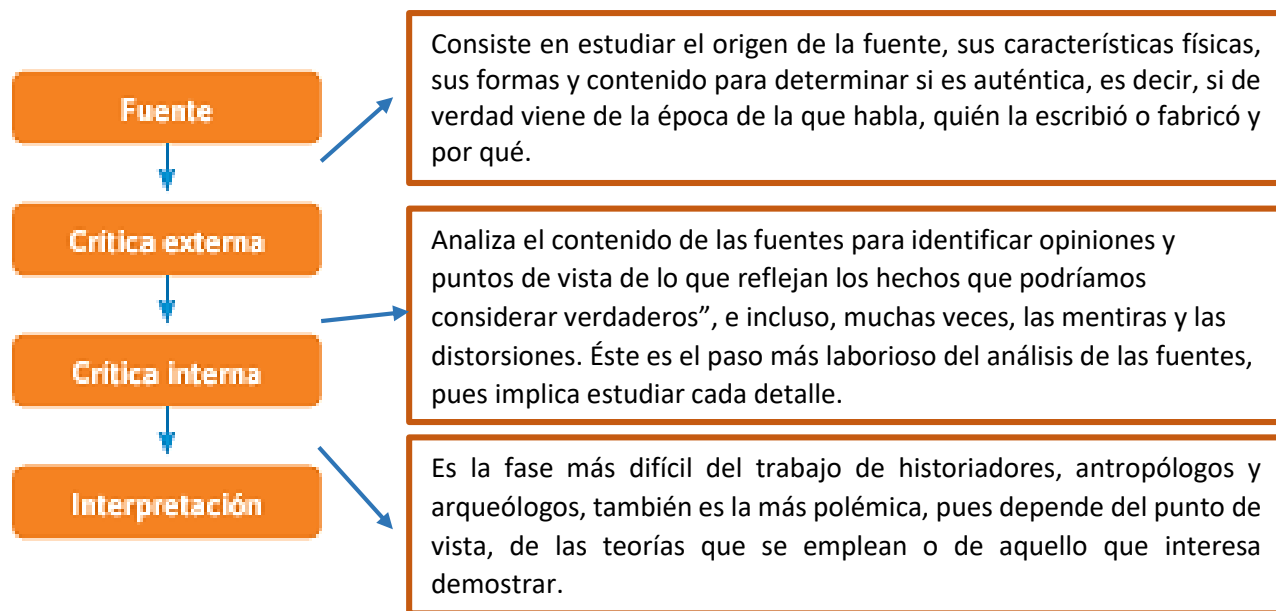 Fuente
Consiste en estudiar el origen de la fuente, sus características físicas,
sus formas y contenido para determinar si es auténtica, es decir, si de
verdad viene de la época de la que habla, quién la escribió o fabricó y
por qué.
Crítica externa
Analiza el contenido de las fuentes para identificar opiniones y
puntos de vista de lo que reflejan los hechos que podríamos
considerar verdaderos”, e incluso, muchas veces, las mentiras y las
distorsiones. Éste es el paso más laborioso del análisis de las fuentes,
pues implica estudiar cada detalle.
Crítica interna
Interpretación
Es la fase más difícil del trabajo de historiadores, antropólogos y
arqueólogos, también es la más polémica, pues depende del punto de
vista, de las teorías que se emplean o de aquello que interesa
demostrar.